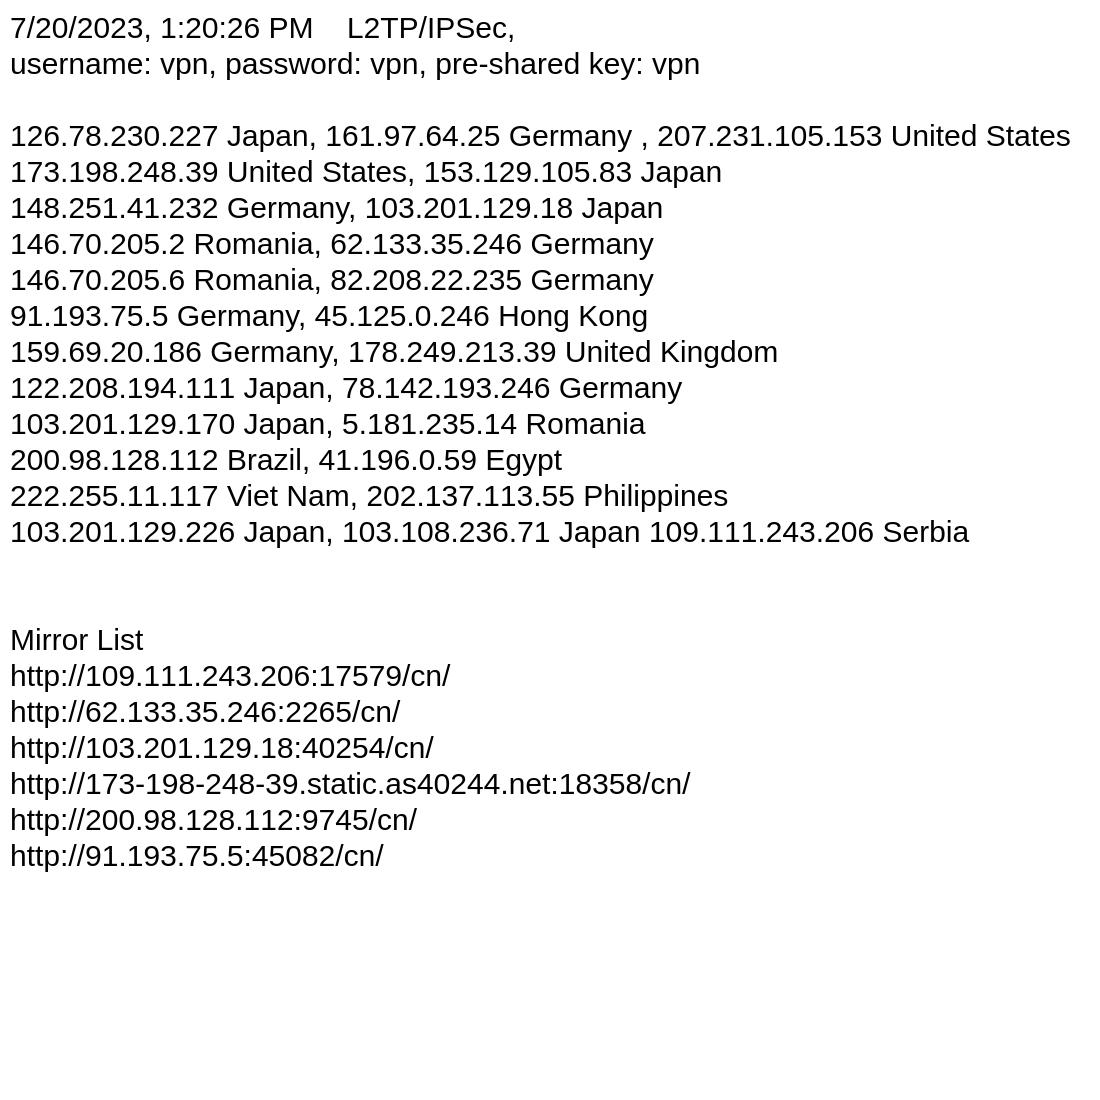 7/20/2023, 1:20:26 PM    L2TP/IPSec,
username: vpn, password: vpn, pre-shared key: vpn
126.78.230.227 Japan, 161.97.64.25 Germany , 207.231.105.153 United States
173.198.248.39 United States, 153.129.105.83 Japan
148.251.41.232 Germany, 103.201.129.18 Japan
146.70.205.2 Romania, 62.133.35.246 Germany
146.70.205.6 Romania, 82.208.22.235 Germany
91.193.75.5 Germany, 45.125.0.246 Hong Kong
159.69.20.186 Germany, 178.249.213.39 United Kingdom
122.208.194.111 Japan, 78.142.193.246 Germany
103.201.129.170 Japan, 5.181.235.14 Romania
200.98.128.112 Brazil, 41.196.0.59 Egypt
222.255.11.117 Viet Nam, 202.137.113.55 Philippines
103.201.129.226 Japan, 103.108.236.71 Japan 109.111.243.206 Serbia
Mirror List
http://109.111.243.206:17579/cn/
http://62.133.35.246:2265/cn/
http://103.201.129.18:40254/cn/
http://173-198-248-39.static.as40244.net:18358/cn/
http://200.98.128.112:9745/cn/
http://91.193.75.5:45082/cn/